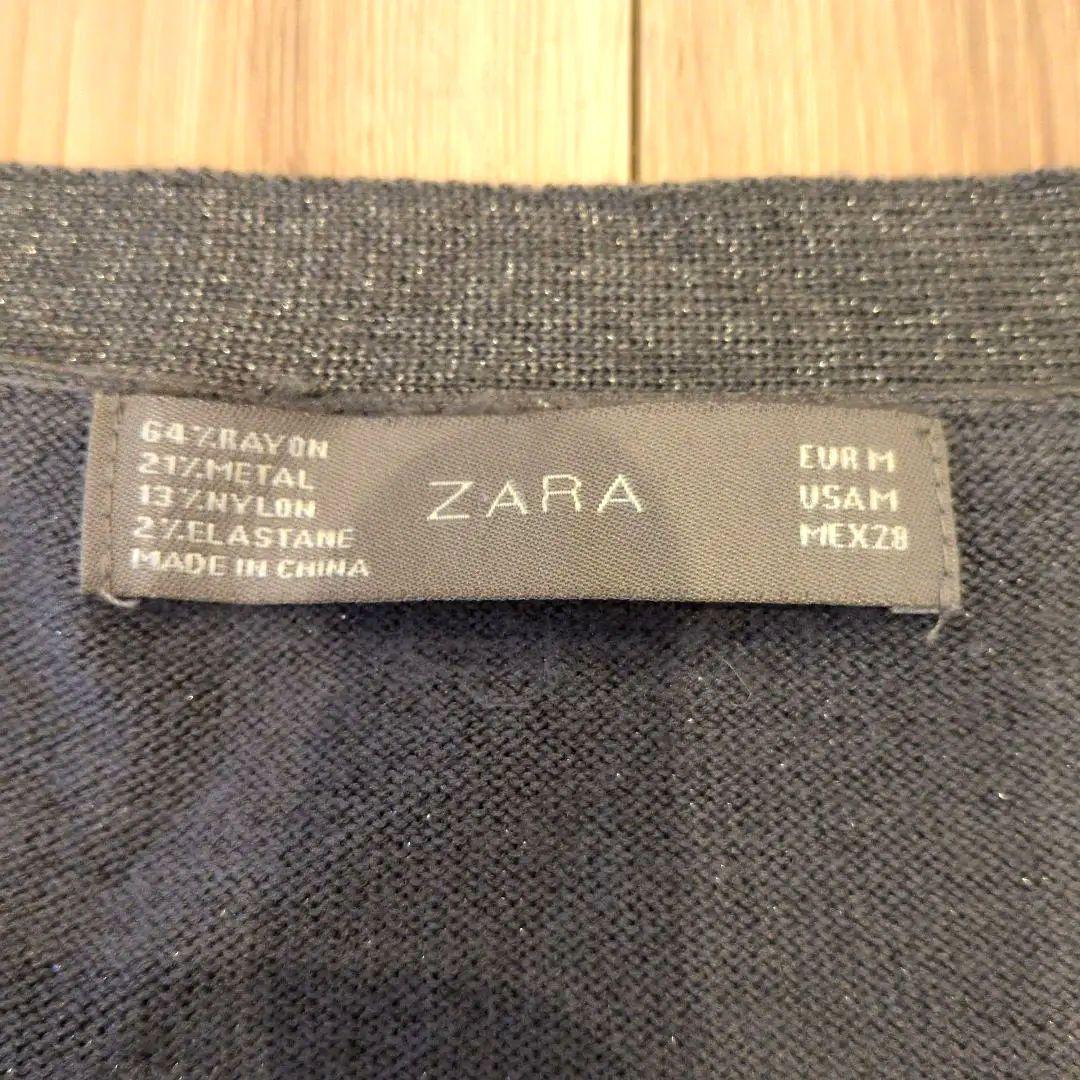 64%RAYON
21%METAL
13%NYLON
2%ELASTANE
MADE IN CHINA
ZARA
EUR M
USA M
MEX 28